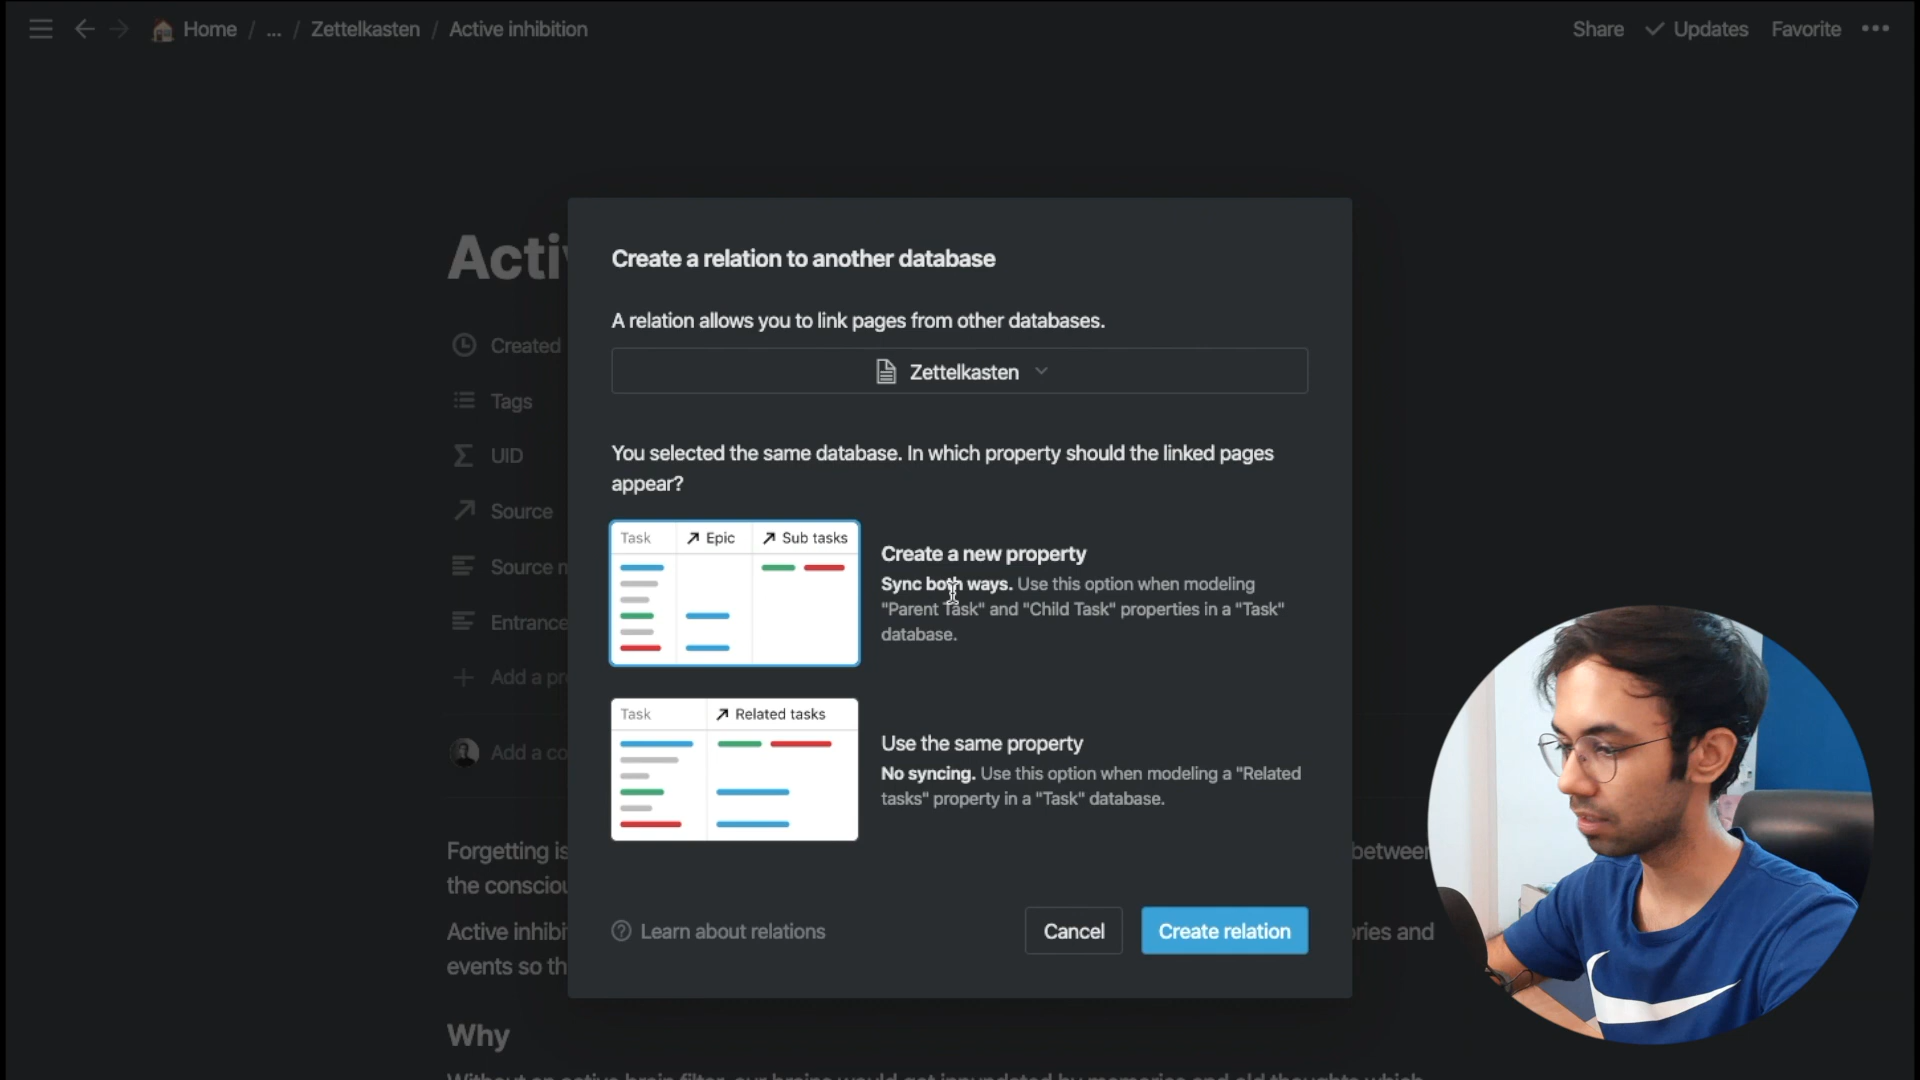 Home / ... / Zettelkasten / Active inhibition
Share Updates Favorite
Acti
Created
Tags
UID
Source
Source
Entrance
Add a
Add a
Create a relation to another database
A relation allows you to link pages from other databases.
Zettelkasten
You selected the same database. In which property should the linked pages
appear?
Task Epic Sub tasks
Create a new property
Sync both ways. Use this option when modeling
"Parent Task" and "Child Task" properties in a "Task"
database.
Task Related tasks
Use the same property
No syncing. Use this option when modeling a "Related
tasks" property in a "Task" database.
Learn about relations
Cancel
Create relation
Forgetting is between
the
Active and
events so
Why